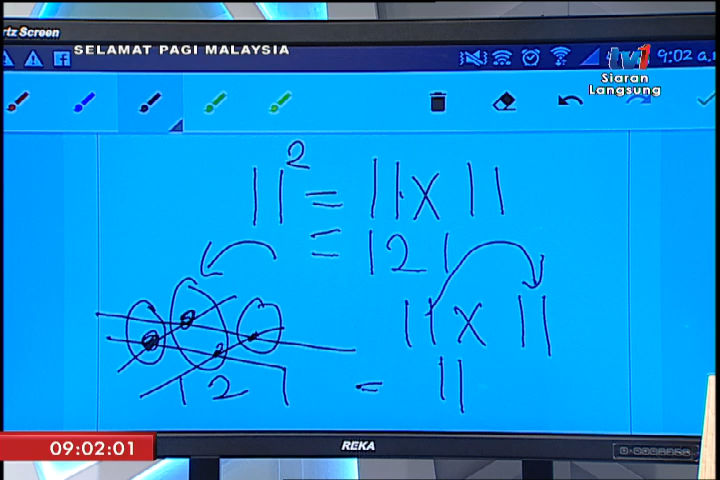 rtz Screen
SELAMAT PAGI MALAYSIA
tv1
9:02 a.m
Siaran
Langsung
11² = 11 x 11
= 121
11 x 11
121 = 11
09:02:01
REKA